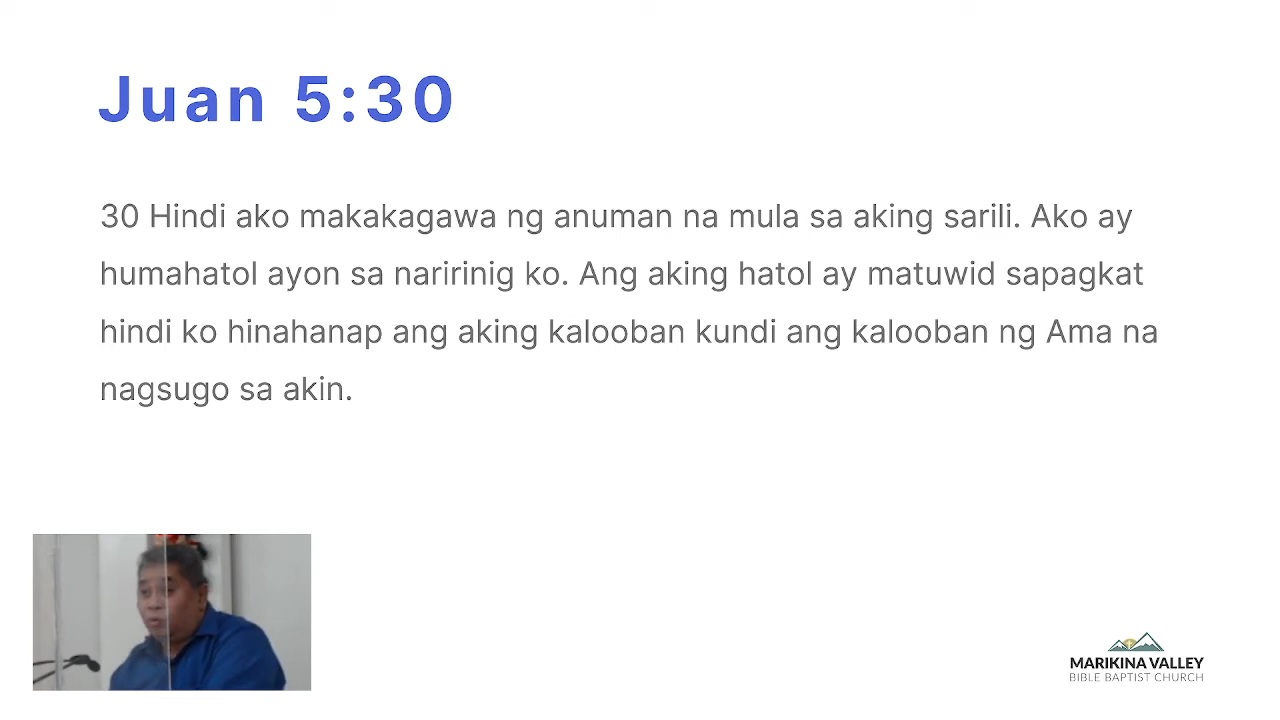 Juan 5:30
30 Hindi ako makakagawa ng anuman na mula sa aking sarili. Ako ay
humahatol ayon sa naririnig ko. Ang aking hatol ay matuwid sapagkat
hindi ko hinahanap ang aking kalooban kundi ang kalooban ng Ama na
nagsugo sa akin.
MARIKINA VALLEY
BIBLE BAPTIST CHURCH